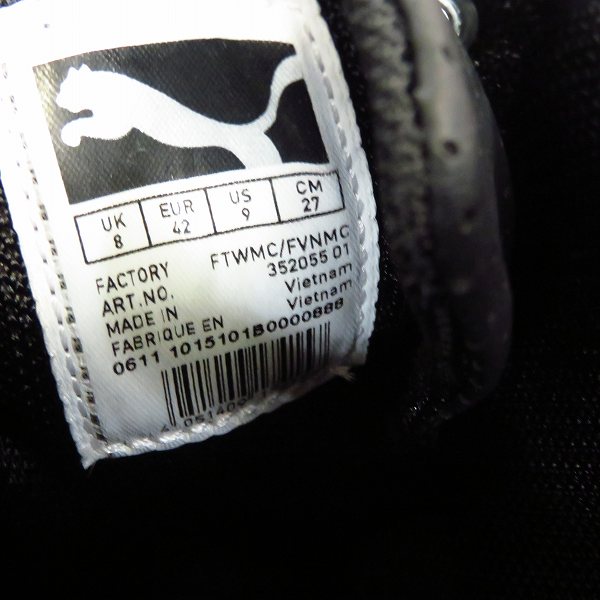 UK EUR US CM
8 42 9 27
FACTORY FTWMC/FVNMC
ART.NO. 352055 01
MADE IN Vietnam
FABRIQUE EN Vietnam
0611 1015101B0000888